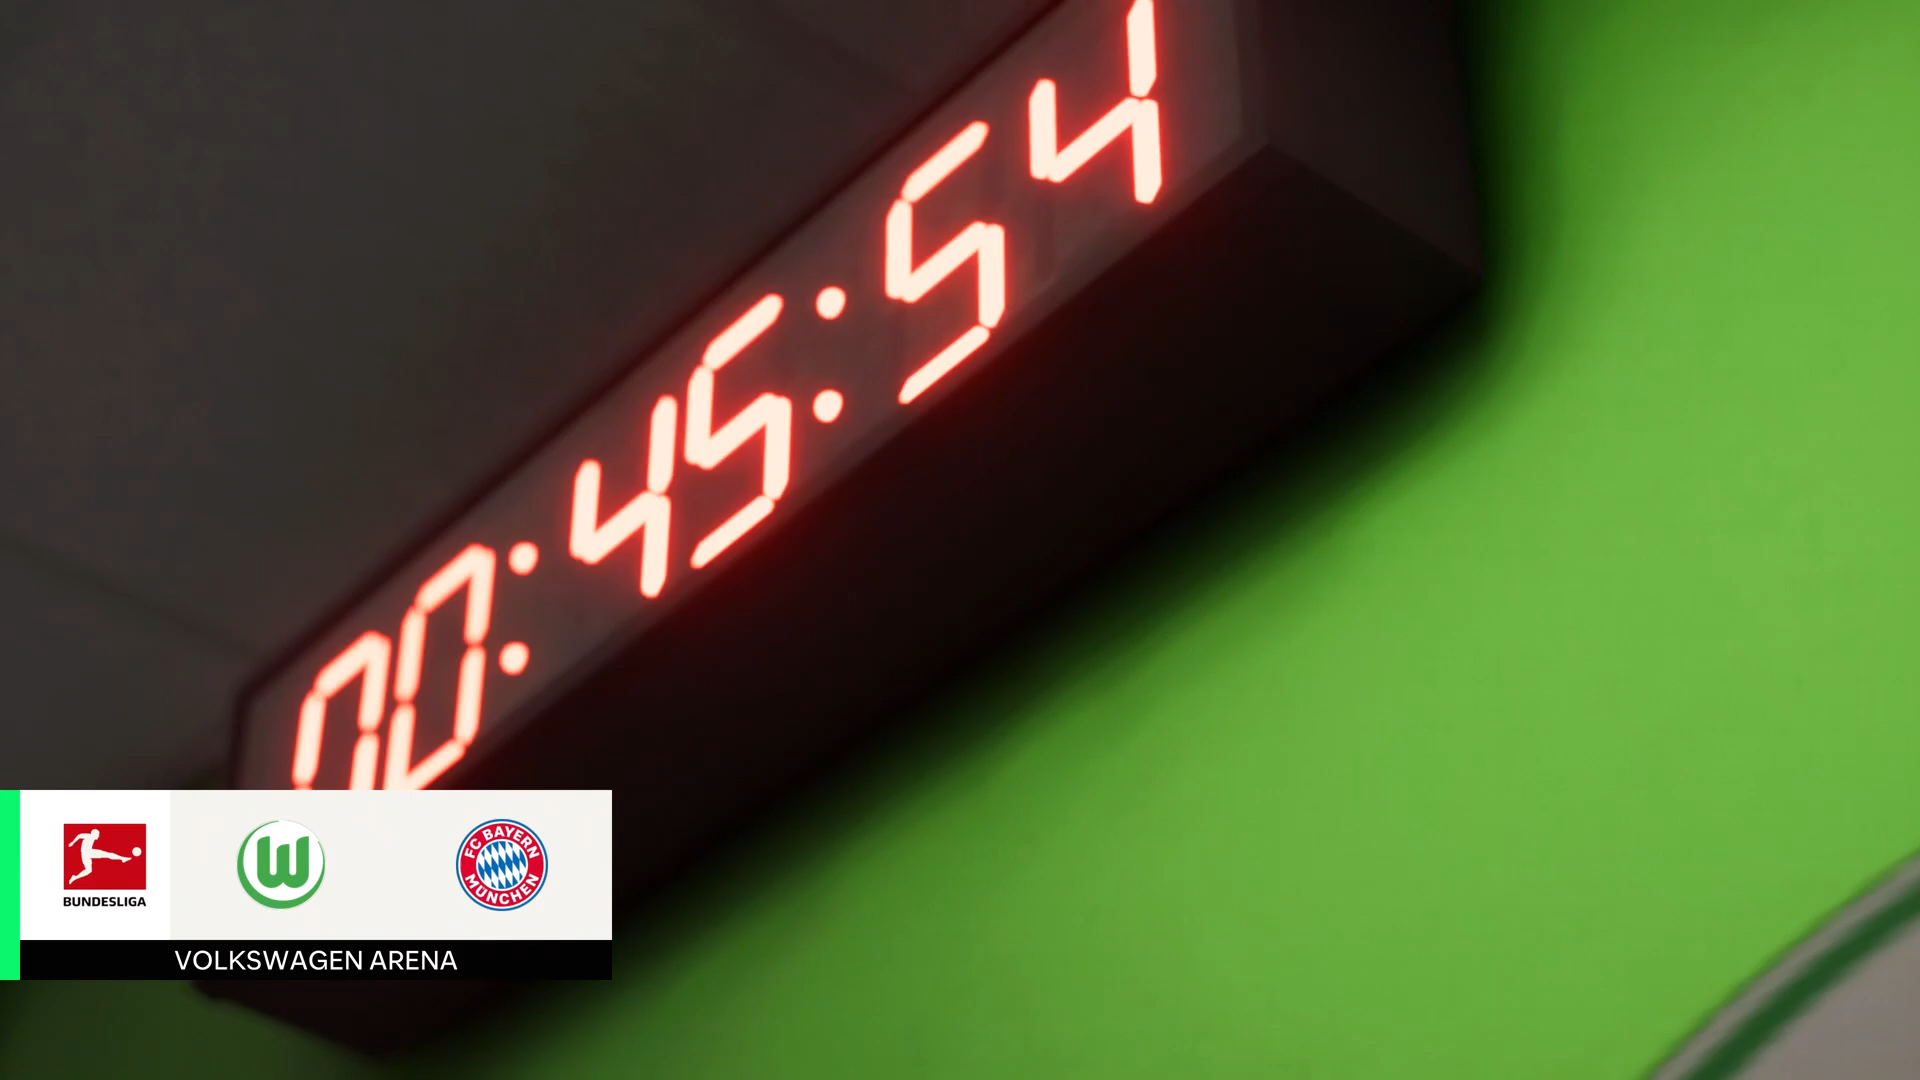 00:45:54
BUNDESLIGA
W
FC BAYERN
MÜNCHEN
VOLKSWAGEN ARENA